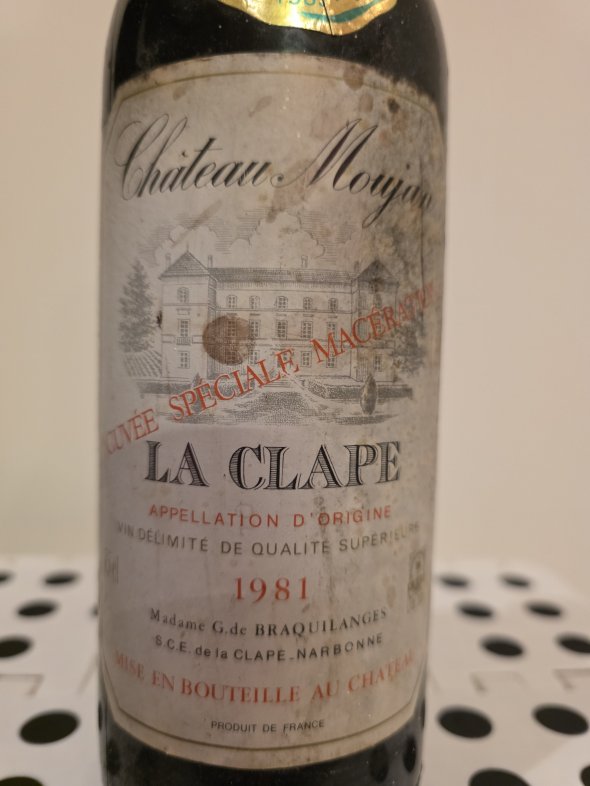 Château Moujan
CUVÉE SPÉCIALE MACÉRATION
LA CLAPE
APPELLATION D'ORIGINE
VIN DÉLIMITÉ DE QUALITÉ SUPÉRIEURE
1981
Madame G. de BRAQUILANGES
S.C.E. de la CLAPE - NARBONNE
MISE EN BOUTEILLE AU CHATEAU
PRODUIT DE FRANCE